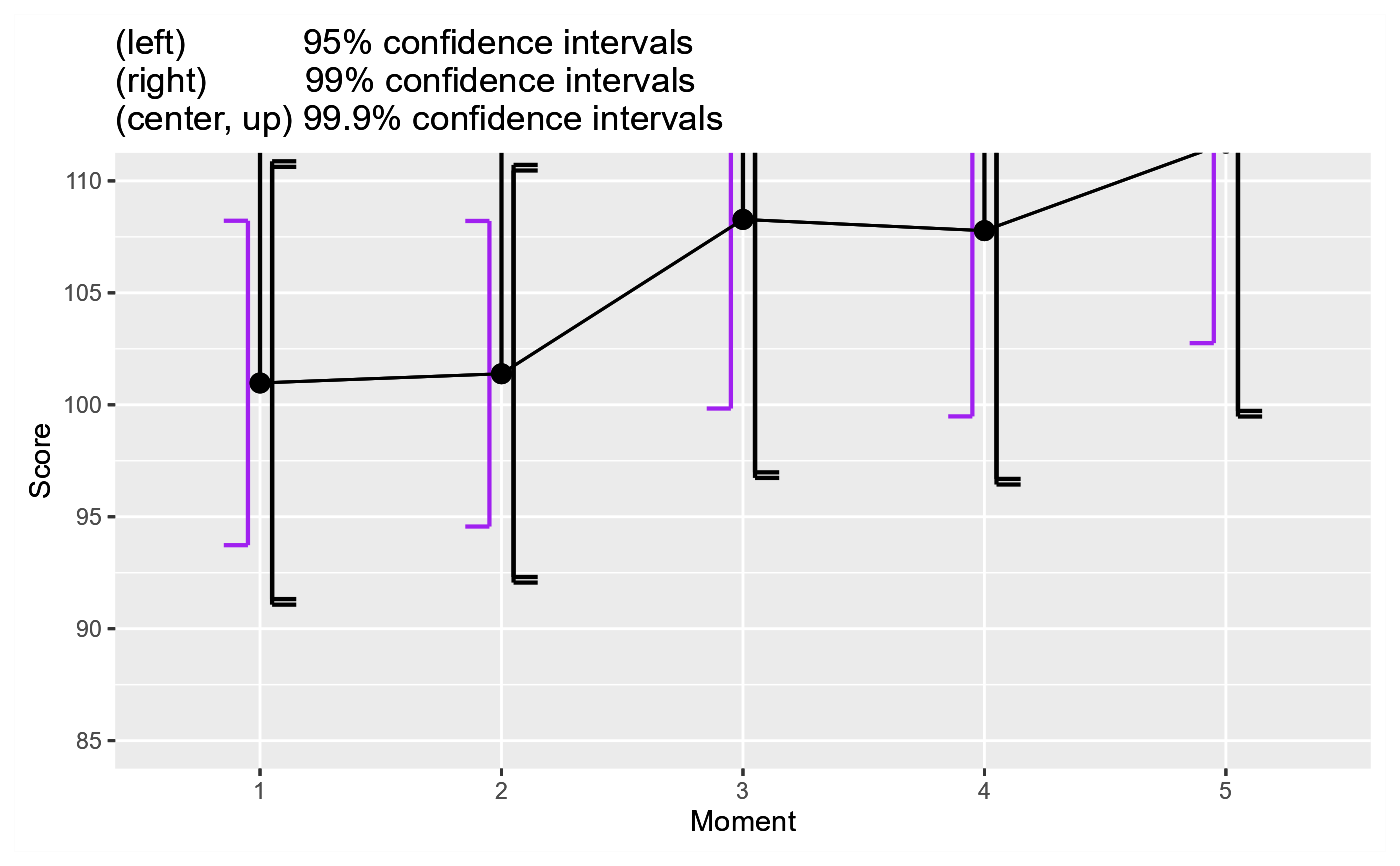 (left) 95% confidence intervals
(right) 99% confidence intervals
(center, up) 99.9% confidence intervals
110
105
100
95
90
85
Score
1 2 3 4 5
Moment